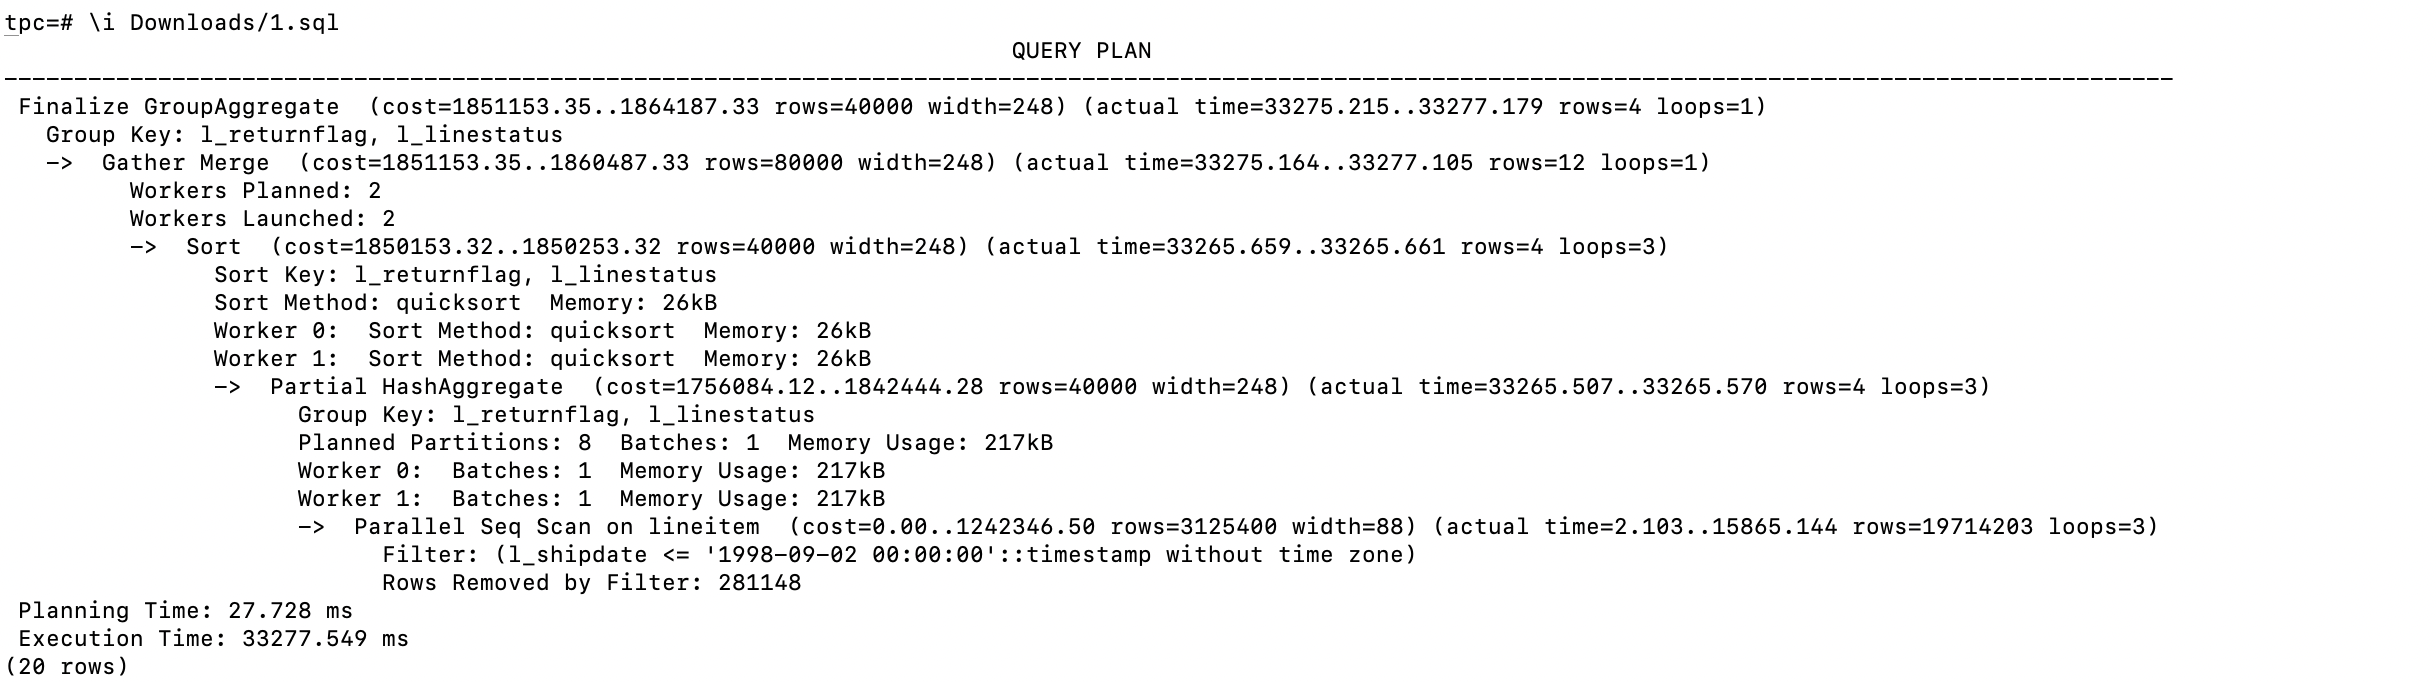 tpc=# \i Downloads/1.sql
QUERY PLAN
-----------------------------------------------------------------------------------------------------------------------------------------------------------
Finalize GroupAggregate  (cost=1851153.35..1864187.33 rows=40000 width=248) (actual time=33275.215..33277.179 rows=4 loops=1)
  Group Key: l_returnflag, l_linestatus
  ->  Gather Merge  (cost=1851153.35..1860487.33 rows=80000 width=248) (actual time=33275.164..33277.105 rows=12 loops=1)
        Workers Planned: 2
        Workers Launched: 2
        ->  Sort  (cost=1850153.32..1850253.32 rows=40000 width=248) (actual time=33265.659..33265.661 rows=4 loops=3)
              Sort Key: l_returnflag, l_linestatus
              Sort Method: quicksort  Memory: 26kB
              Worker 0:  Sort Method: quicksort  Memory: 26kB
              Worker 1:  Sort Method: quicksort  Memory: 26kB
              ->  Partial HashAggregate  (cost=1756084.12..1842444.28 rows=40000 width=248) (actual time=33265.507..33265.570 rows=4 loops=3)
                    Group Key: l_returnflag, l_linestatus
                    Planned Partitions: 8  Batches: 1  Memory Usage: 217kB
                    Worker 0:  Batches: 1  Memory Usage: 217kB
                    Worker 1:  Batches: 1  Memory Usage: 217kB
                    ->  Parallel Seq Scan on lineitem  (cost=0.00..1242346.50 rows=3125400 width=88) (actual time=2.103..15865.144 rows=19714203 loops=3)
                          Filter: (l_shipdate <= '1998-09-02 00:00:00'::timestamp without time zone)
                          Rows Removed by Filter: 281148
Planning Time: 27.728 ms
Execution Time: 33277.549 ms
(20 rows)